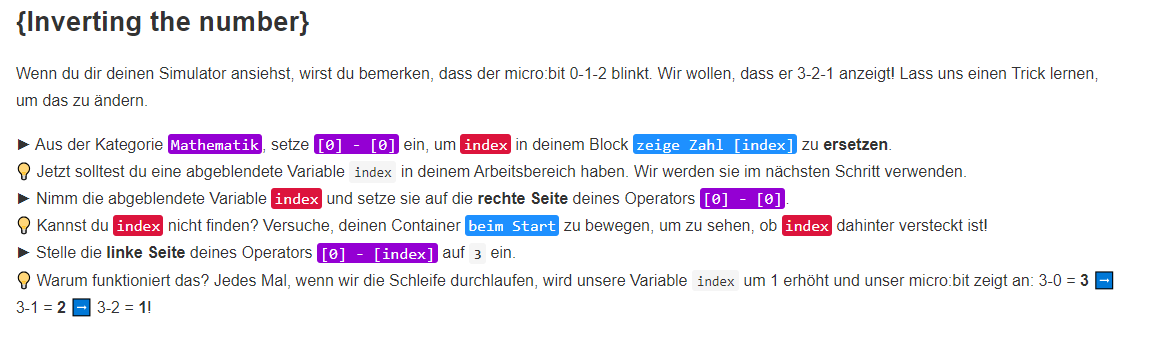 {Inverting the number}
Wenn du dir deinen Simulator ansiehst, wirst du bemerken, dass der micro:bit 0-1-2 blinkt. Wir wollen, dass er 3-2-1 anzeigt! Lass uns einen Trick lernen,
um das zu ändern.
► Aus der Kategorie Mathematik, setze [0] - [0] ein, um index in deinem Block zeige Zahl [index] zu ersetzen.
💡 Jetzt solltest du eine abgeblendete Variable index in deinem Arbeitsbereich haben. Wir werden sie im nächsten Schritt verwenden.
► Nimm die abgeblendete Variable index und setze sie auf die rechte Seite deines Operators [0] - [0].
💡 Kannst du index nicht finden? Versuche, deinen Container beim Start zu bewegen, um zu sehen, ob index dahinter versteckt ist!
► Stelle die linke Seite deines Operators [0] - [index] auf 3 ein.
💡 Warum funktioniert das? Jedes Mal, wenn wir die Schleife durchlaufen, wird unsere Variable index um 1 erhöht und unser micro:bit zeigt an: 3-0 = 3 ➡
3-1 = 2 ➡ 3-2 = 1!